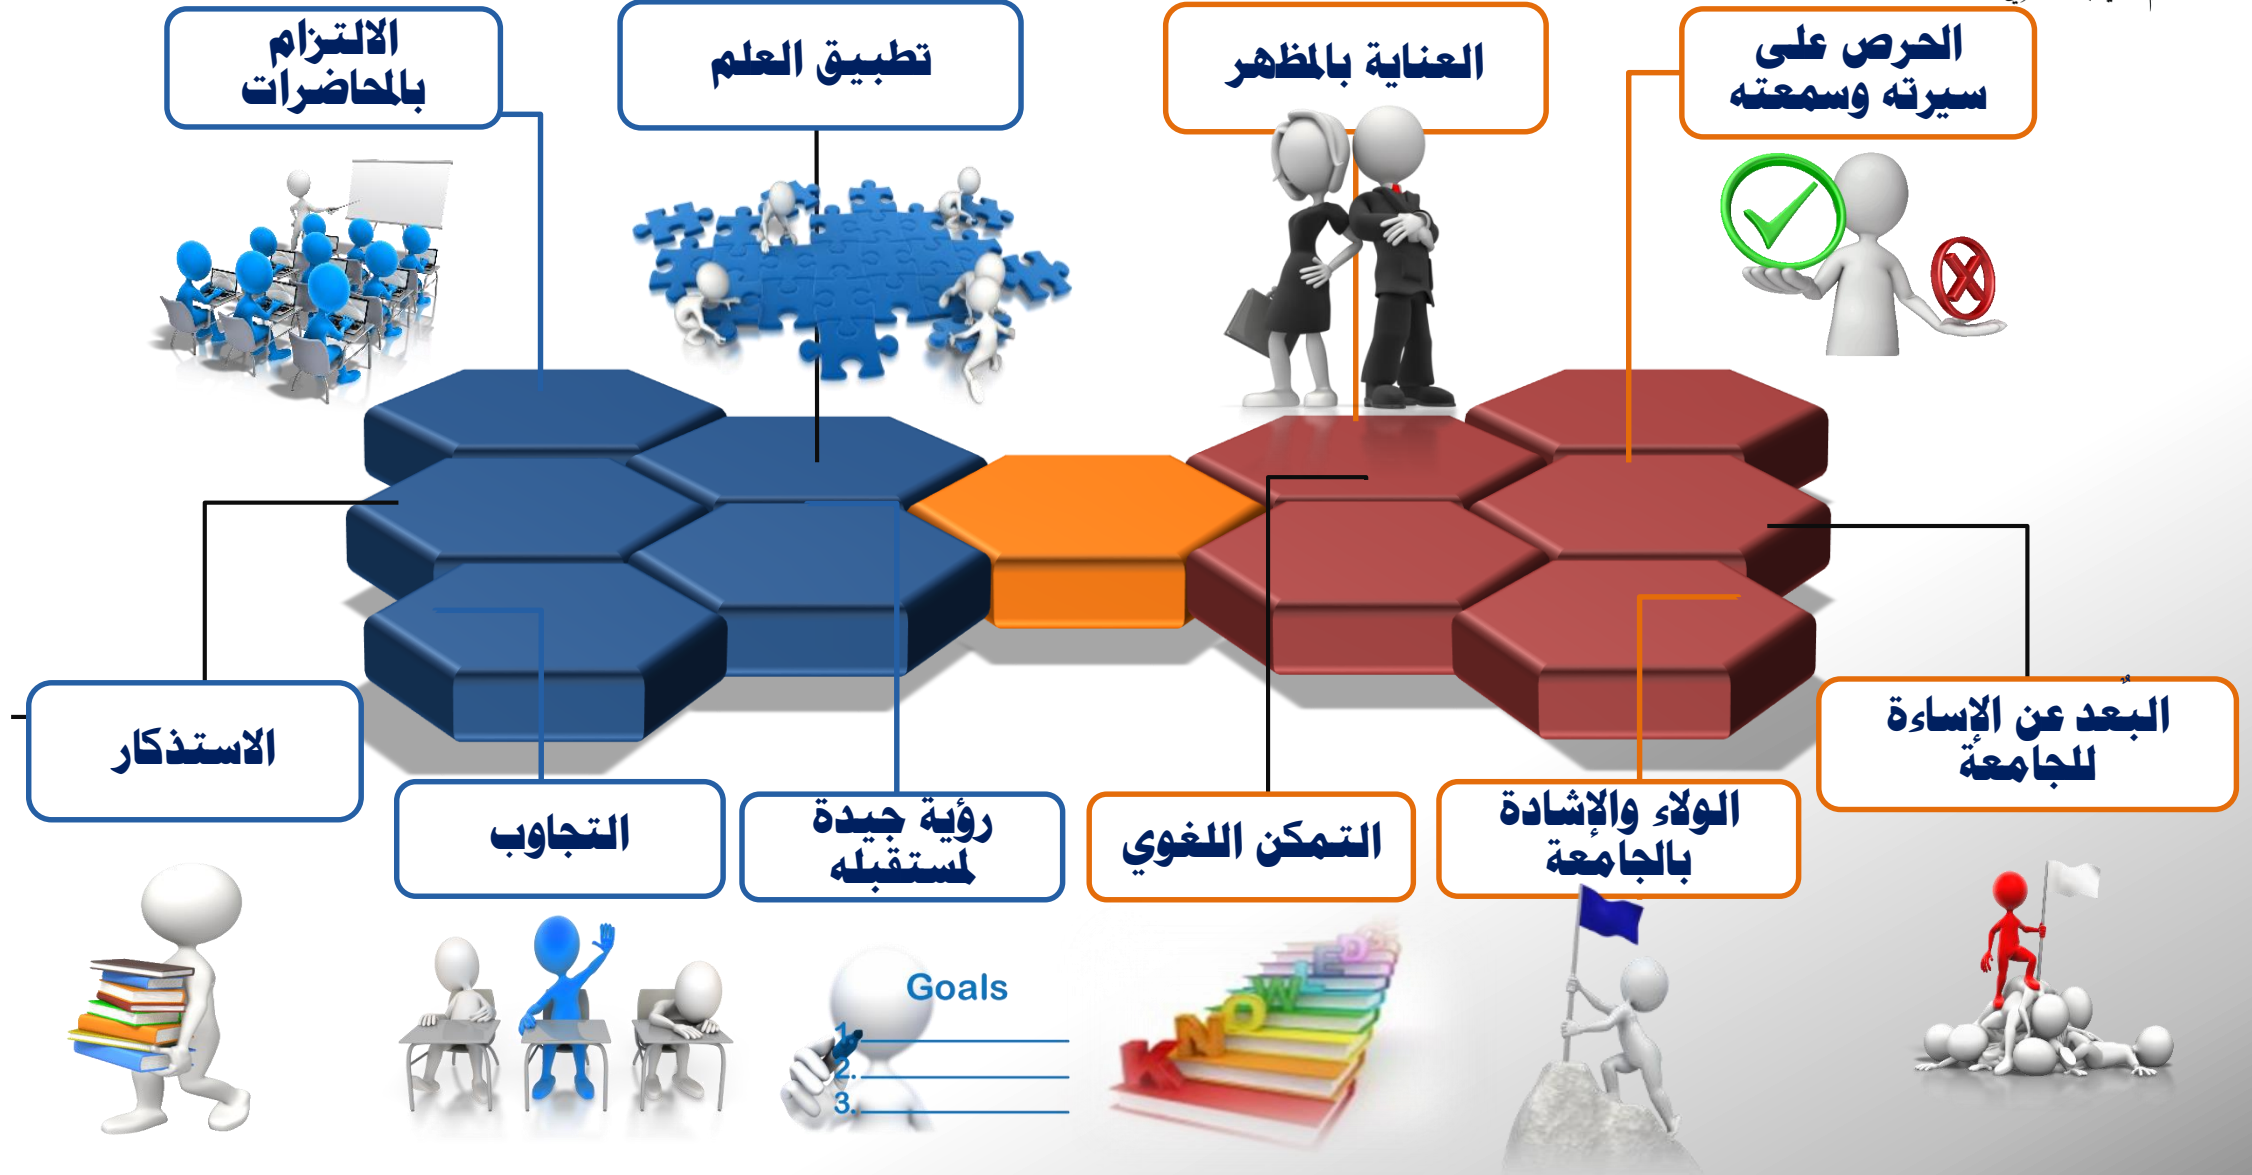 الحرص على
سيرته وسمعته
العناية بالمظهر
تطبيق العلم
الالتزام
بالمحاضرات
البُعد عن الإساءة
للجامعة
الولاء والإشادة
بالجامعة
التمكن اللغوي
رؤية جيدة
لمستقبله
التجاوب
الاستذكار
KNOWLEDGE
Goals
1.
2.
3.